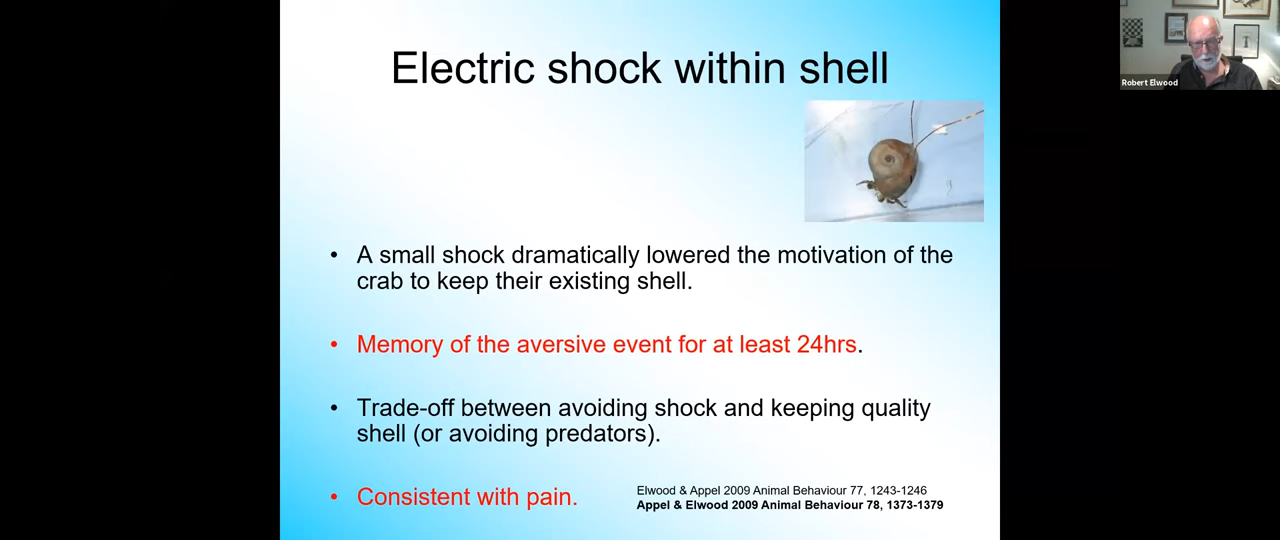 Electric shock within shell
Robert Elwood
• A small shock dramatically lowered the motivation of the
crab to keep their existing shell.
• Memory of the aversive event for at least 24hrs.
• Trade-off between avoiding shock and keeping quality
shell (or avoiding predators).
• Consistent with pain.
Elwood & Appel 2009 Animal Behaviour 77, 1243-1246
Appel & Elwood 2009 Animal Behaviour 78, 1373-1379